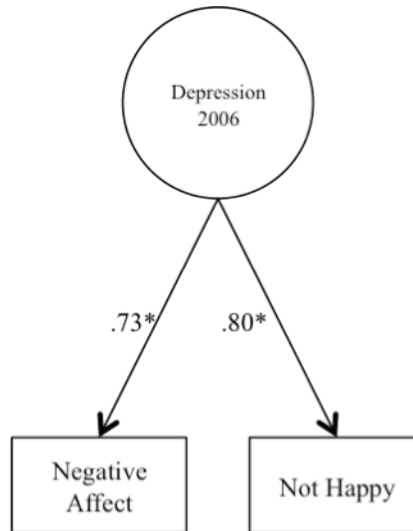 Depression
2006
.73*
.80*
Negative
Affect
Not Happy